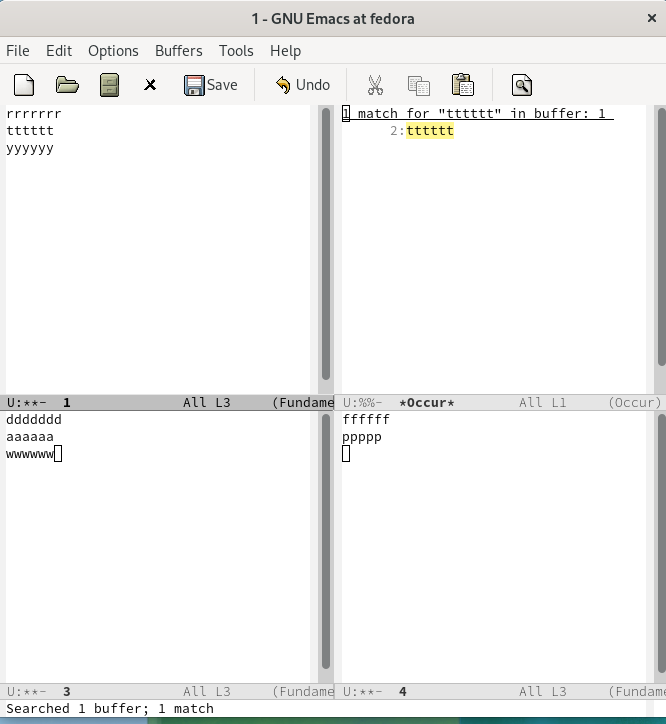 1 - GNU Emacs at fedora ×
File Edit Options Buffers Tools Help
Save Undo
rrrrrrr
tttttt
yyyyyy
U:**-  1              All L3     (Fundame
1 match for "tttttt" in buffer: 1
2:tttttt
U:%%-  *Occur*        All L1     (Occur)
ddddddd
aaaaaa
wwwwww
U:**-  3              All L3     (Fundame
ffffff
ppppp
U:**-  4              All L3     (Fundame
Searched 1 buffer; 1 match